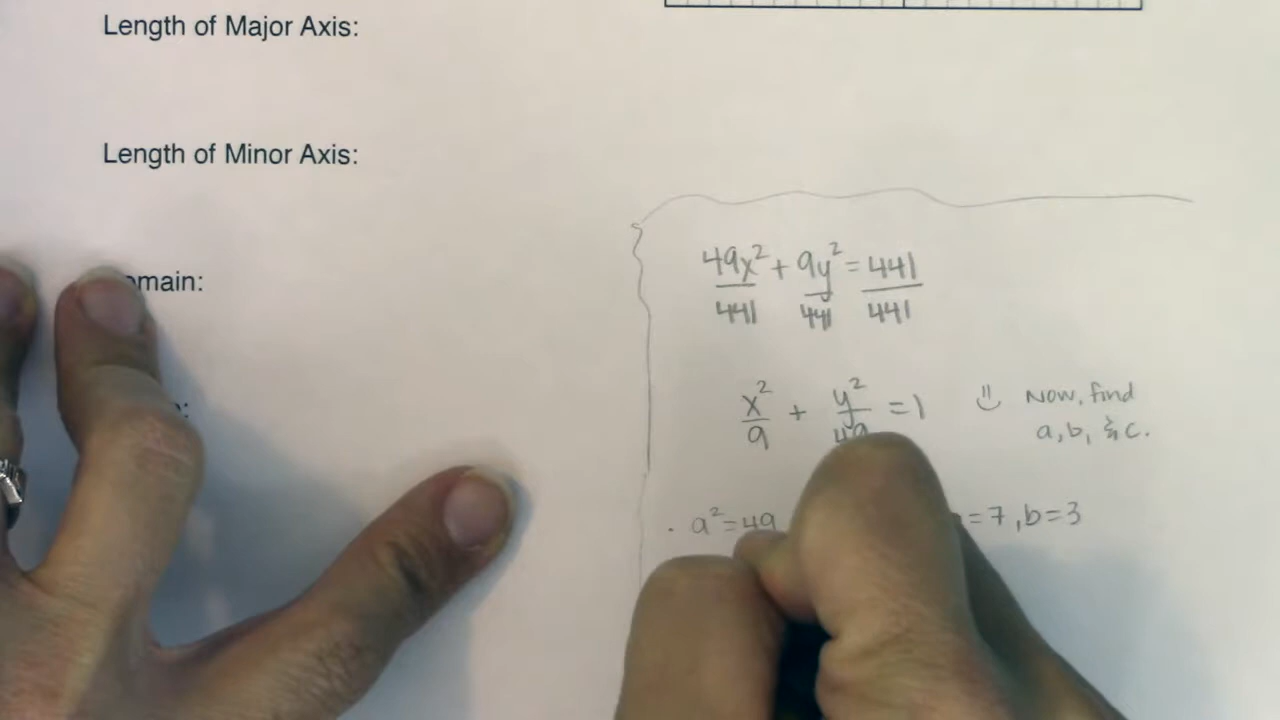 Length of Major Axis:
Length of Minor Axis:
49x² + 9y² = 441
441 441 441
x² + y² = 1
9 49
Now, find
a, b, & c.
· a² = 49 = 7, b = 3